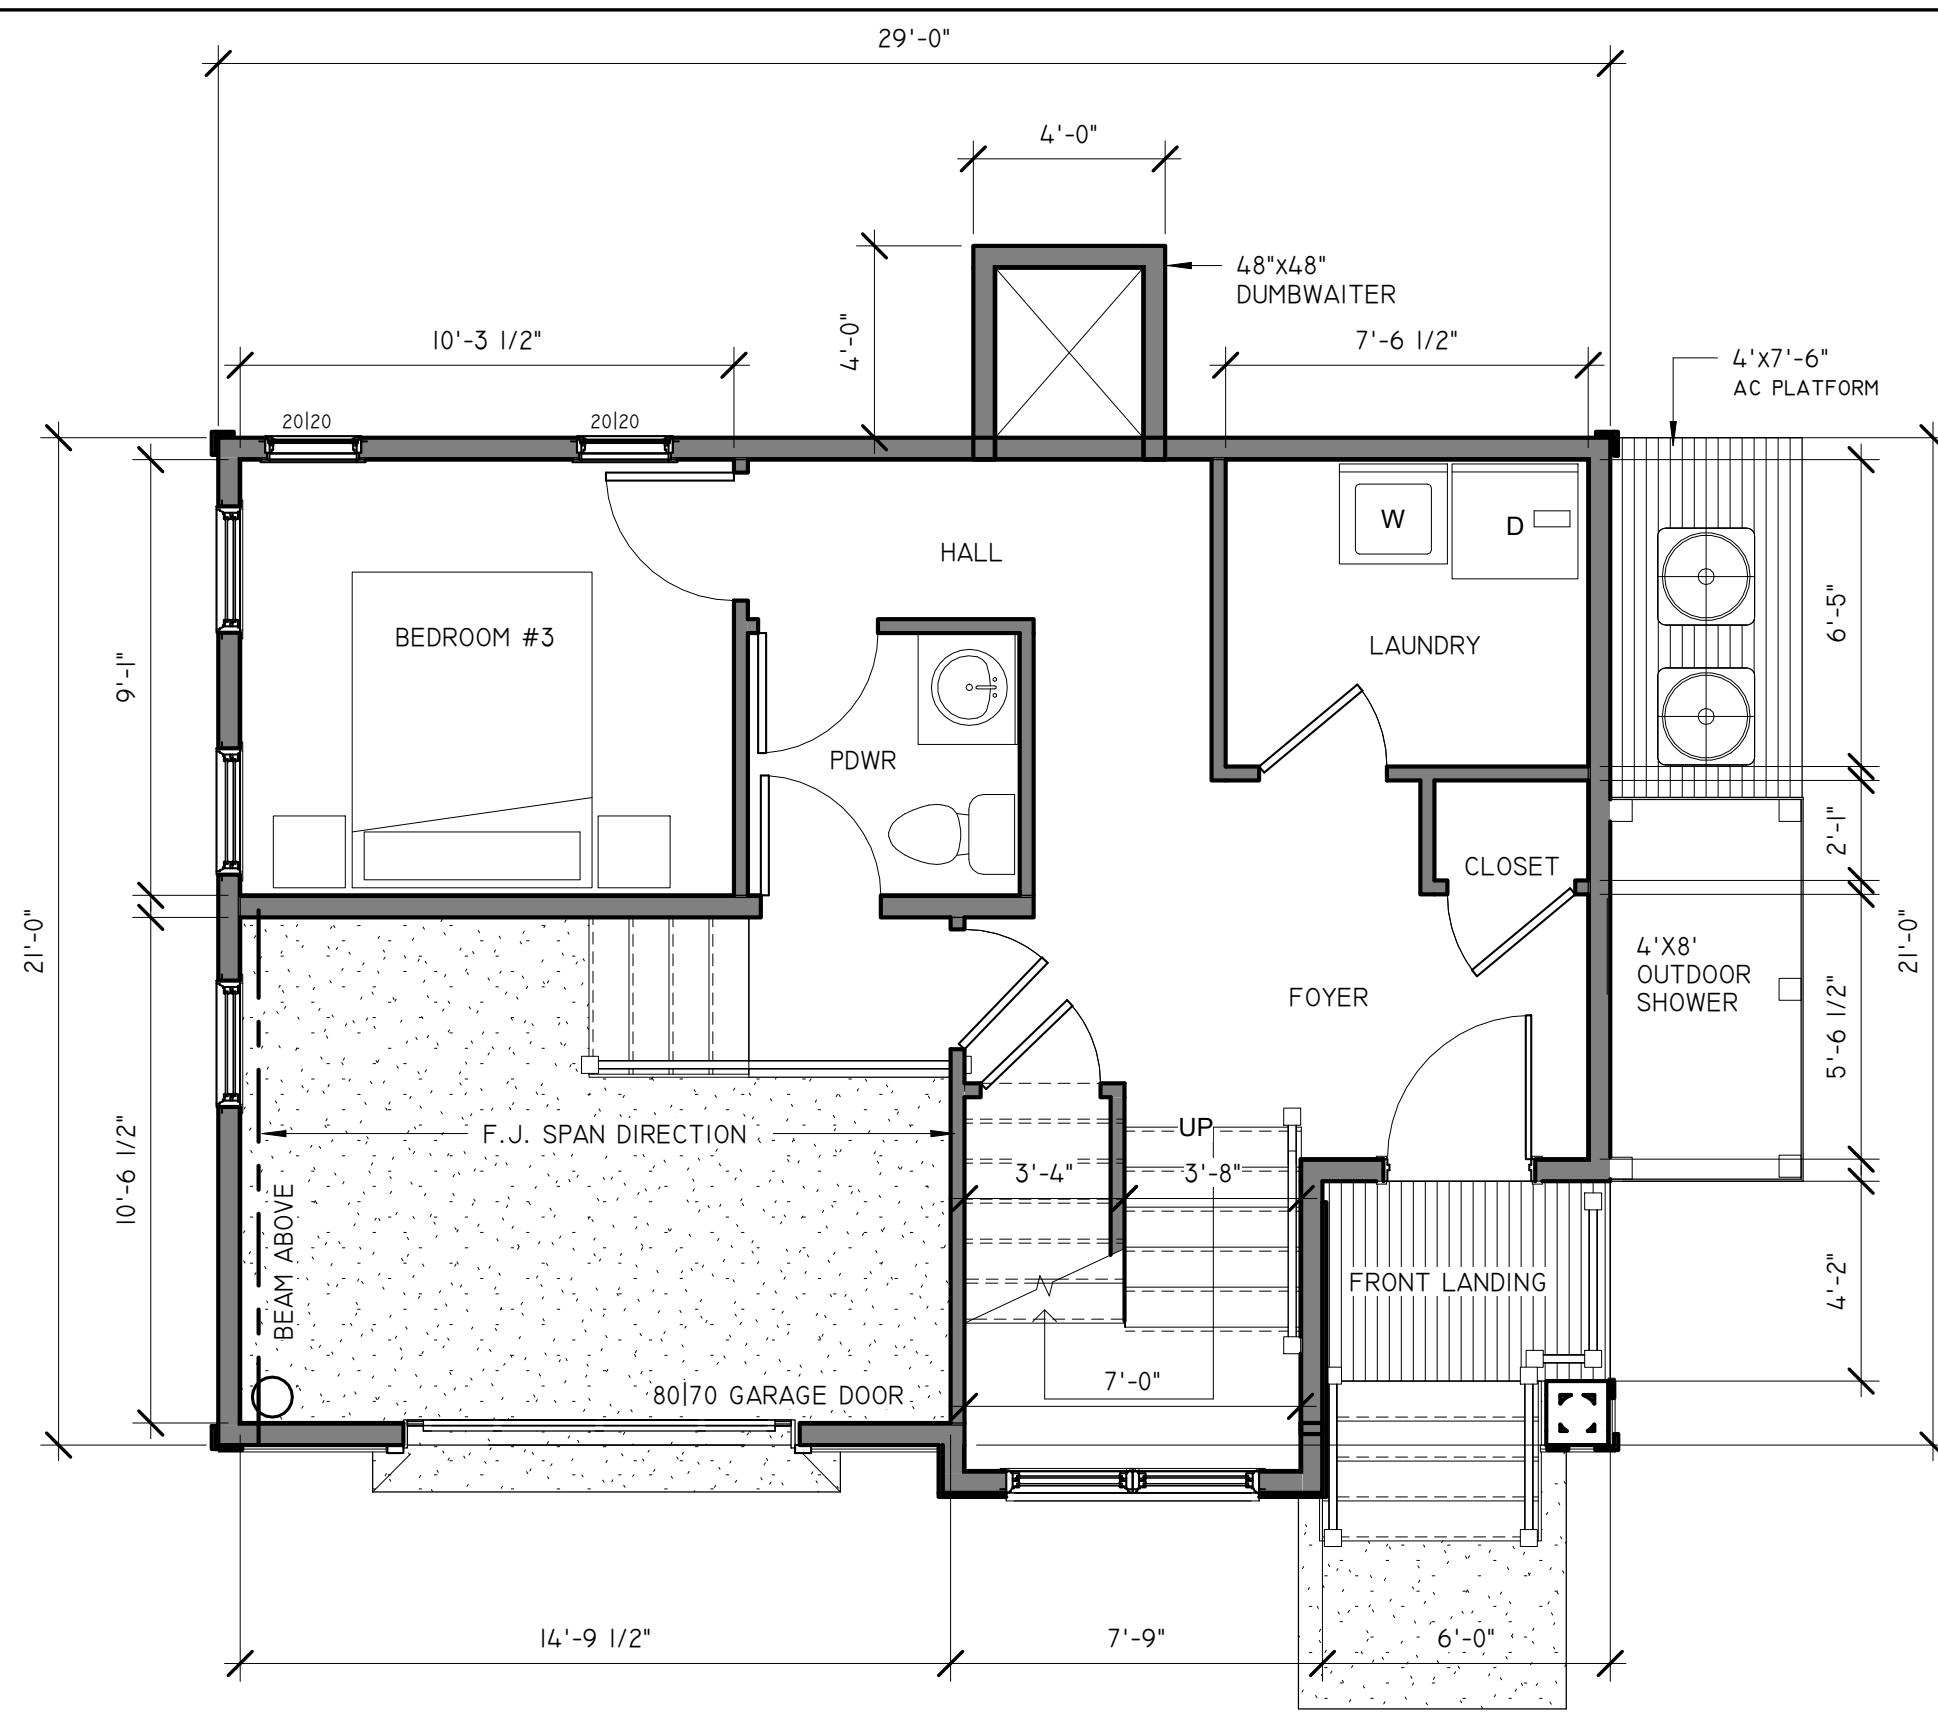 29'-0"
4'-0"
48"x48"
DUMBWAITER
4'-0"
10'-3 1/2"
7'-6 1/2"
4'X7'-6"
AC PLATFORM
20|20
20|20
W
D
HALL
BEDROOM #3
LAUNDRY
6'-5"
9'-1"
PDWR
2'-1"
CLOSET
21'-0"
21'-0"
4'X8'
OUTDOOR
SHOWER
FOYER
5'-6 1/2"
F.J. SPAN DIRECTION
UP
10'-6 1/2"
3'-4"
3'-8"
BEAM ABOVE
FRONT LANDING
4'-2"
7'-0"
80|70 GARAGE DOOR
14'-9 1/2"
7'-9"
6'-0"